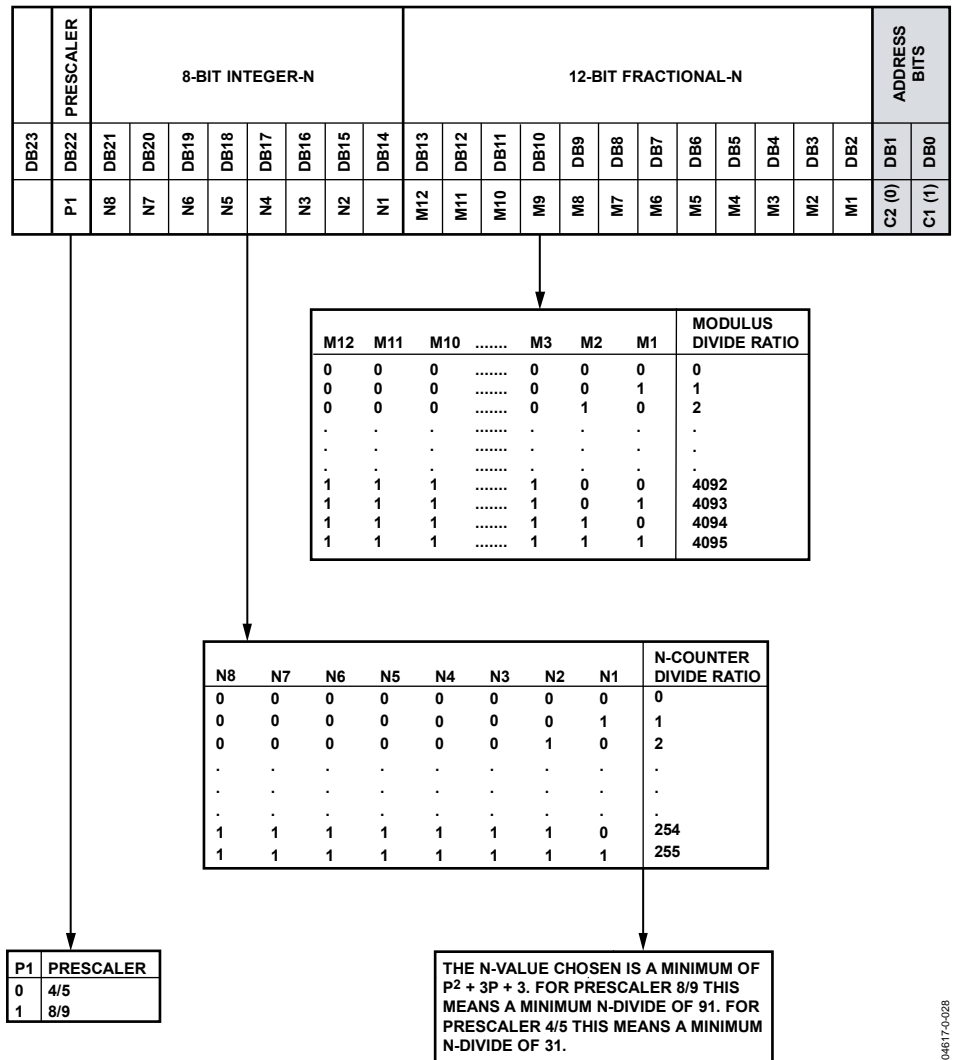 PRESCALER
8-BIT INTEGER-N
12-BIT FRACTIONAL-N
ADDRESS
BITS
DB23 DB22 DB21 DB20 DB19 DB18 DB17 DB16 DB15 DB14 DB13 DB12 DB11 DB10 DB9 DB8 DB7 DB6 DB5 DB4 DB3 DB2 DB1 DB0
P1 N8 N7 N6 N5 N4 N3 N2 N1 M12 M11 M10 M9 M8 M7 M6 M5 M4 M3 M2 M1 C2 (0) C1 (1)
MODULUS
M12 M11 M10 ....... M3 M2 M1 DIVIDE RATIO
0 0 0 ....... 0 0 0 0
0 0 0 ....... 0 0 1 1
0 0 0 ....... 0 1 0 2
. . . ....... . . . .
. . . ....... . . . .
. . . ....... . . . .
1 1 1 ....... 1 0 0 4092
1 1 1 ....... 1 0 1 4093
1 1 1 ....... 1 1 0 4094
1 1 1 ....... 1 1 1 4095
N-COUNTER
N8 N7 N6 N5 N4 N3 N2 N1 DIVIDE RATIO
0 0 0 0 0 0 0 0 0
0 0 0 0 0 0 0 1 1
0 0 0 0 0 0 1 0 2
. . . . . . . . .
. . . . . . . . .
. . . . . . . . .
1 1 1 1 1 1 1 0 254
1 1 1 1 1 1 1 1 255
P1 PRESCALER
0 4/5
1 8/9
THE N-VALUE CHOSEN IS A MINIMUM OF
P2 + 3P + 3. FOR PRESCALER 8/9 THIS
MEANS A MINIMUM N-DIVIDE OF 91. FOR
PRESCALER 4/5 THIS MEANS A MINIMUM
N-DIVIDE OF 31.
04617-0-028